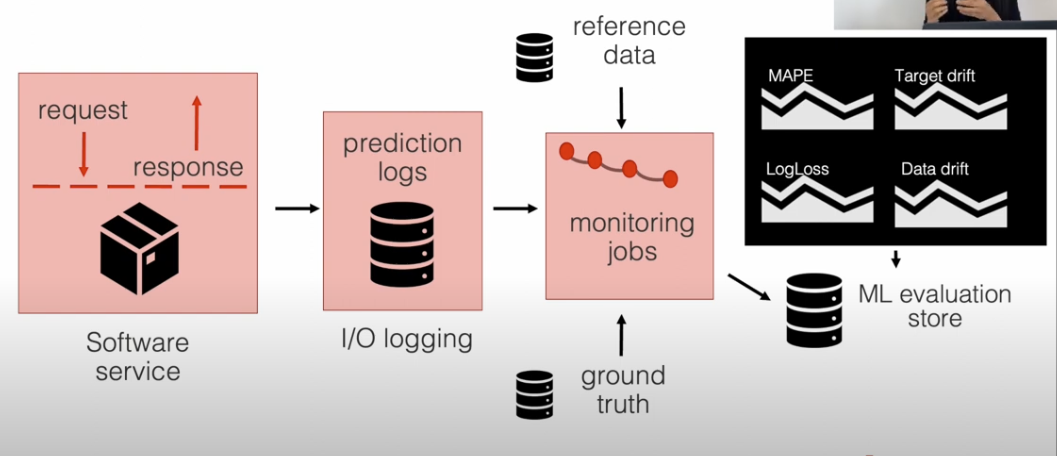 request
response
Software
service
prediction
logs
I/O logging
reference
data
monitoring
jobs
ground
truth
MAPE
Target drift
LogLoss
Data drift
ML evaluation
store